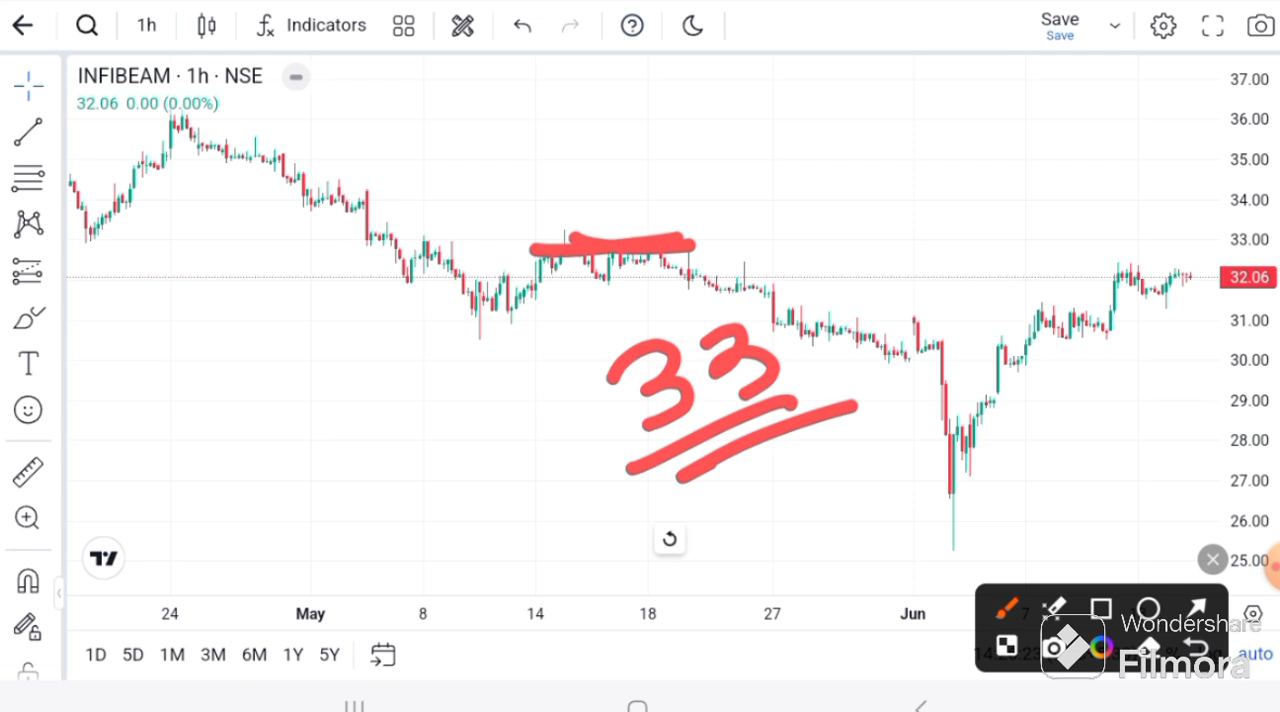 1h
Indicators
Save
Save
INFIBEAM · 1h · NSE
32.06 0.00 (0.00%)
37.00
36.00
35.00
34.00
33.00
32.06
31.00
30.00
29.00
28.00
27.00
26.00
25.00
33
24 May 8 14 18 27 Jun 7
1D 5D 1M 3M 6M 1Y 5Y
auto
Wondershare
Filmora